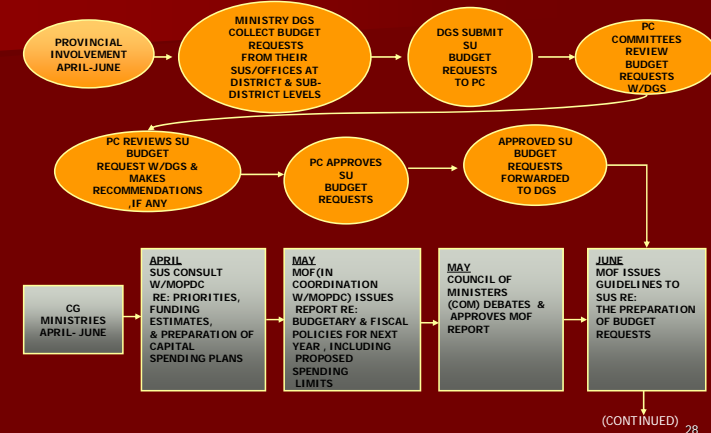 PROVINCIAL
INVOLVEMENT
APRIL-JUNE
MINISTRY DGS
COLLECT BUDGET
REQUESTS
FROM THEIR
SUS/OFFICES AT
DISTRICT & SUB-
DISTRICT LEVELS
DGS SUBMIT
SU
BUDGET
REQUESTS
TO PC
PC
COMMITTEES
REVIEW
BUDGET
REQUESTS
W/DGS
PC REVIEWS SU
BUDGET
REQUEST W/DGS &
MAKES
RECOMMENDATIONS
,IF ANY
PC APPROVES
SU
BUDGET
REQUESTS
APPROVED SU
BUDGET
REQUESTS
FORWARDED
TO DGS
CG
MINISTRIES
APRIL- JUNE
APRIL
SUS CONSULT
W/MOPDC
RE: PRIORITIES,
FUNDING
ESTIMATES,
& PREPARATION OF
CAPITAL
SPENDING PLANS
MAY
MOF(IN
COORDINATION
W/MOPDC) ISSUES
REPORT RE:
BUDGETARY & FISCAL
POLICIES FOR NEXT
YEAR , INCLUDING
PROPOSED
SPENDING
LIMITS
MAY
COUNCIL OF
MINISTERS
(COM) DEBATES &
APPROVES MOF
REPORT
JUNE
MOF ISSUES
GUIDELINES TO
SUS RE:
THE PREPARATION
OF BUDGET
REQUESTS
(CONTINUED)
28